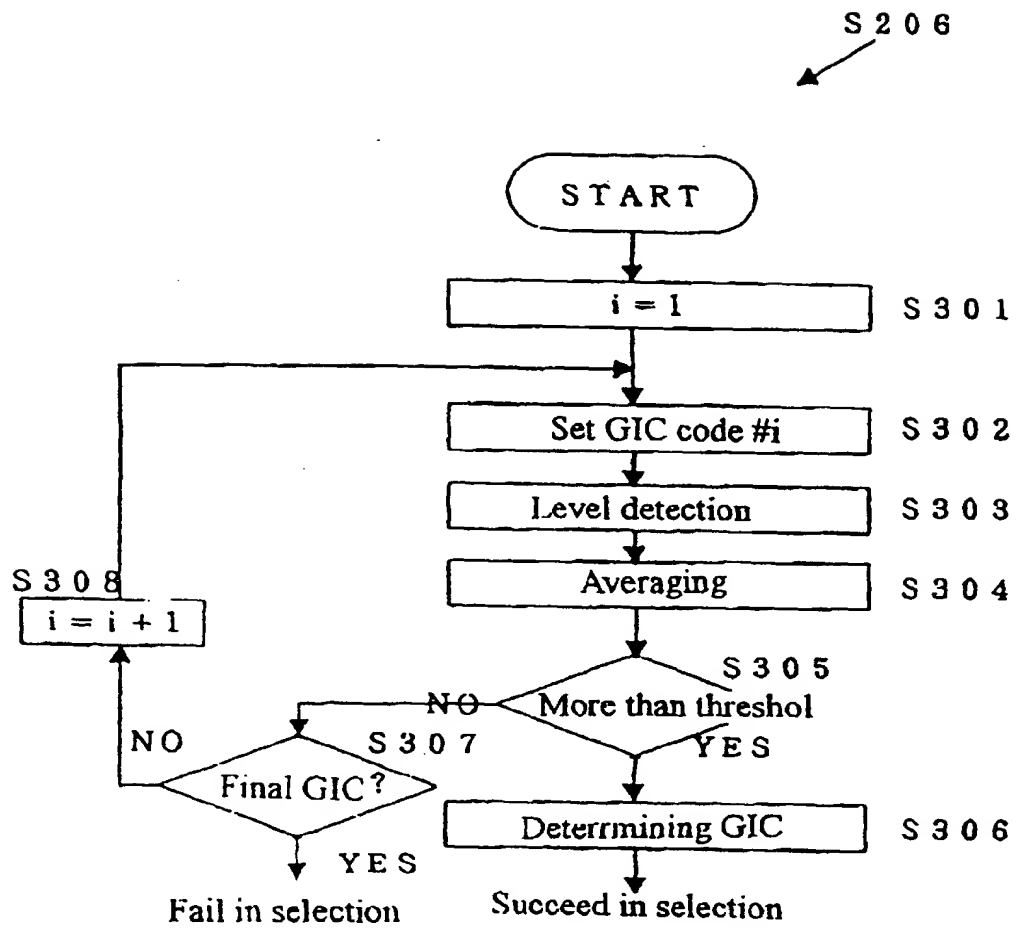 S206
START
i = 1
S301
Set GIC code #i
S302
Level detection
S303
Averaging
S304
S308
i = i + 1
S305
More than threshol
NO
YES
S307
NO
Final GIC?
YES
Deterrmining GIC
S306
Fail in selection
Succeed in selection